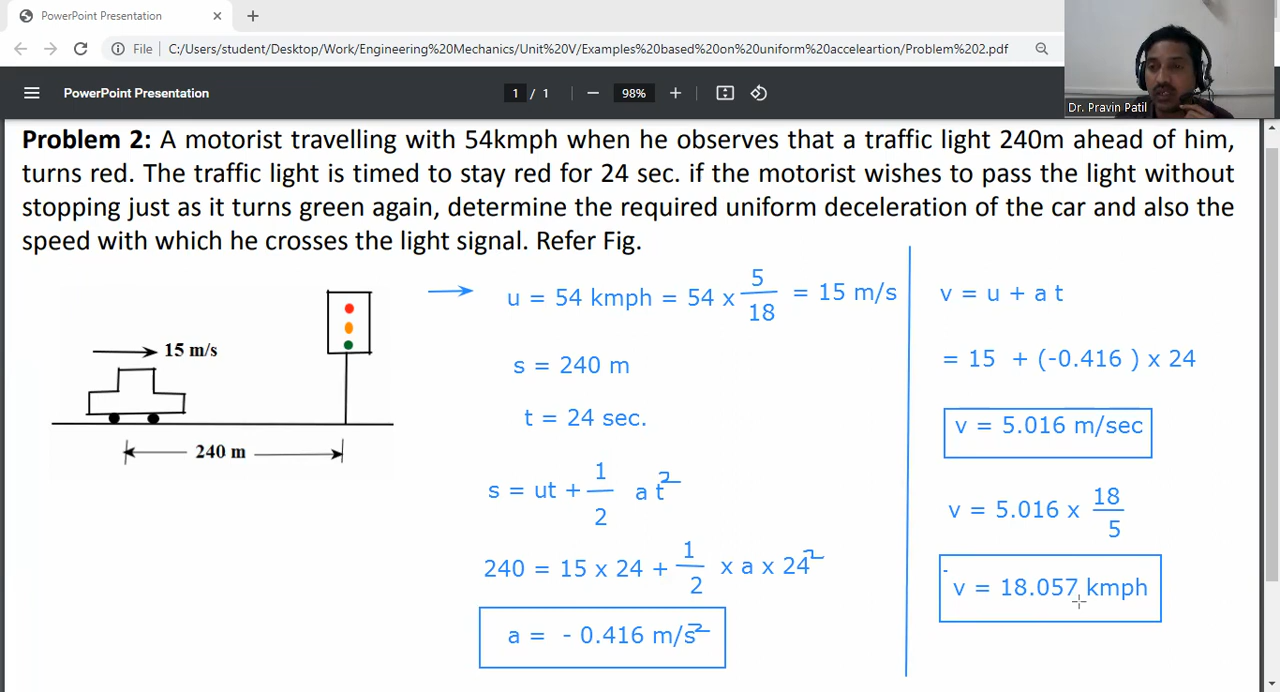 PowerPoint Presentation
File
C:/Users/student/Desktop/Work/Engineering%20Mechanics/Unit%20V/Examples%20based%20on%20uniform%20acceleartion/Problem%202.pdf
PowerPoint Presentation
1 / 1
98%
Dr. Pravin Patil
Problem 2: A motorist travelling with 54kmph when he observes that a traffic light 240m ahead of him,
turns red. The traffic light is timed to stay red for 24 sec. if the motorist wishes to pass the light without
stopping just as it turns green again, determine the required uniform deceleration of the car and also the
speed with which he crosses the light signal. Refer Fig.
15 m/s
240 m
u = 54 kmph = 54 x 5/18 = 15 m/s
s = 240 m
t = 24 sec.
s = ut + 1/2 a t²
240 = 15 x 24 + 1/2 x a x 24²
a = - 0.416 m/s²
v = u + a t
= 15 + (-0.416 ) x 24
v = 5.016 m/sec
v = 5.016 x 18/5
v = 18.057 kmph